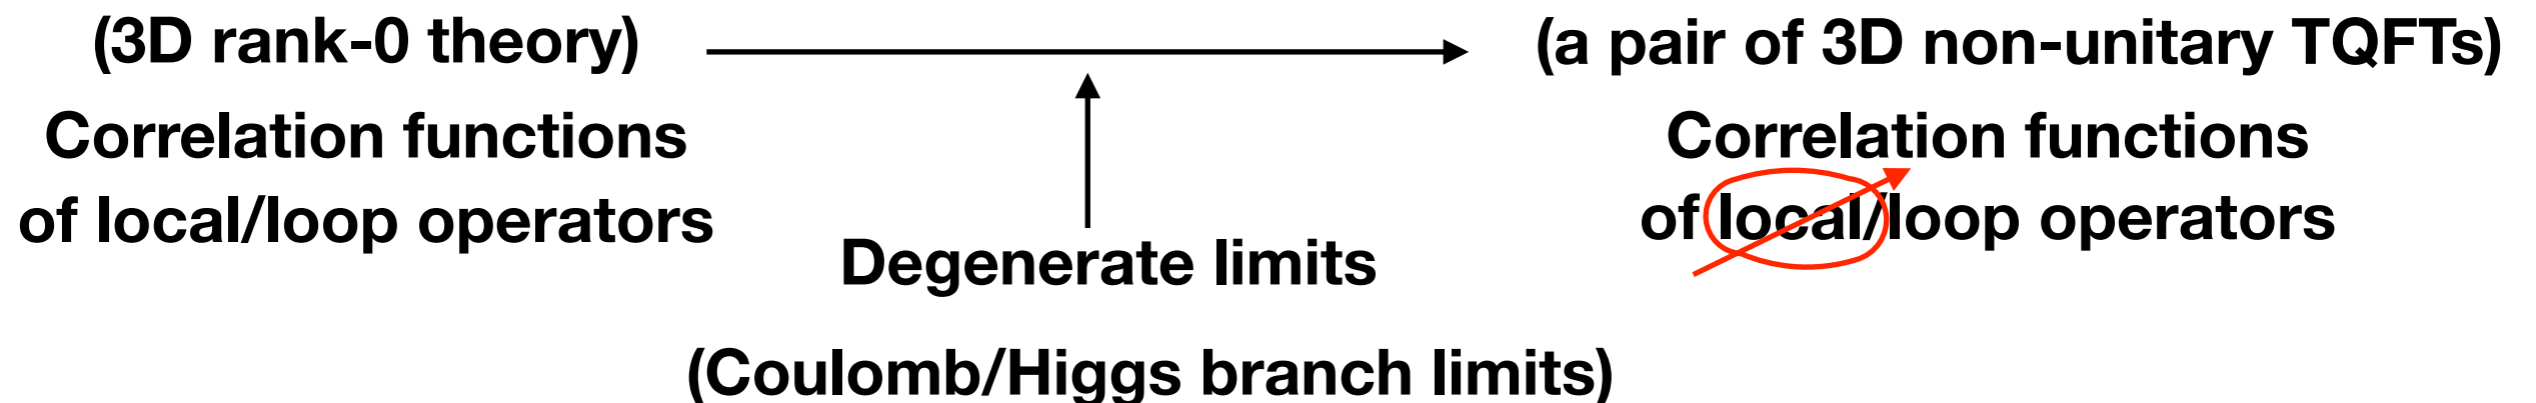 (3D rank-0 theory)
(a pair of 3D non-unitary TQFTs)
Correlation functions
of local/loop operators
Correlation functions
of local/loop operators
Degenerate limits
(Coulomb/Higgs branch limits)